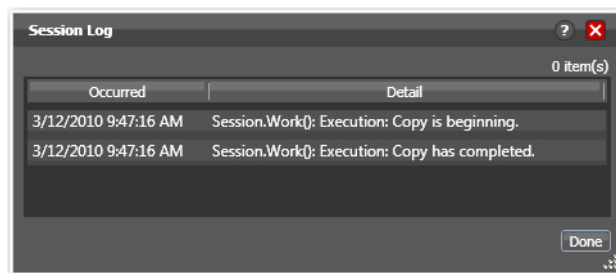 Session Log ?
0 item(s)
Occurred Detail
3/12/2010 9:47:16 AM Session.Work(): Execution: Copy is beginning.
3/12/2010 9:47:16 AM Session.Work(): Execution: Copy has completed.
Done